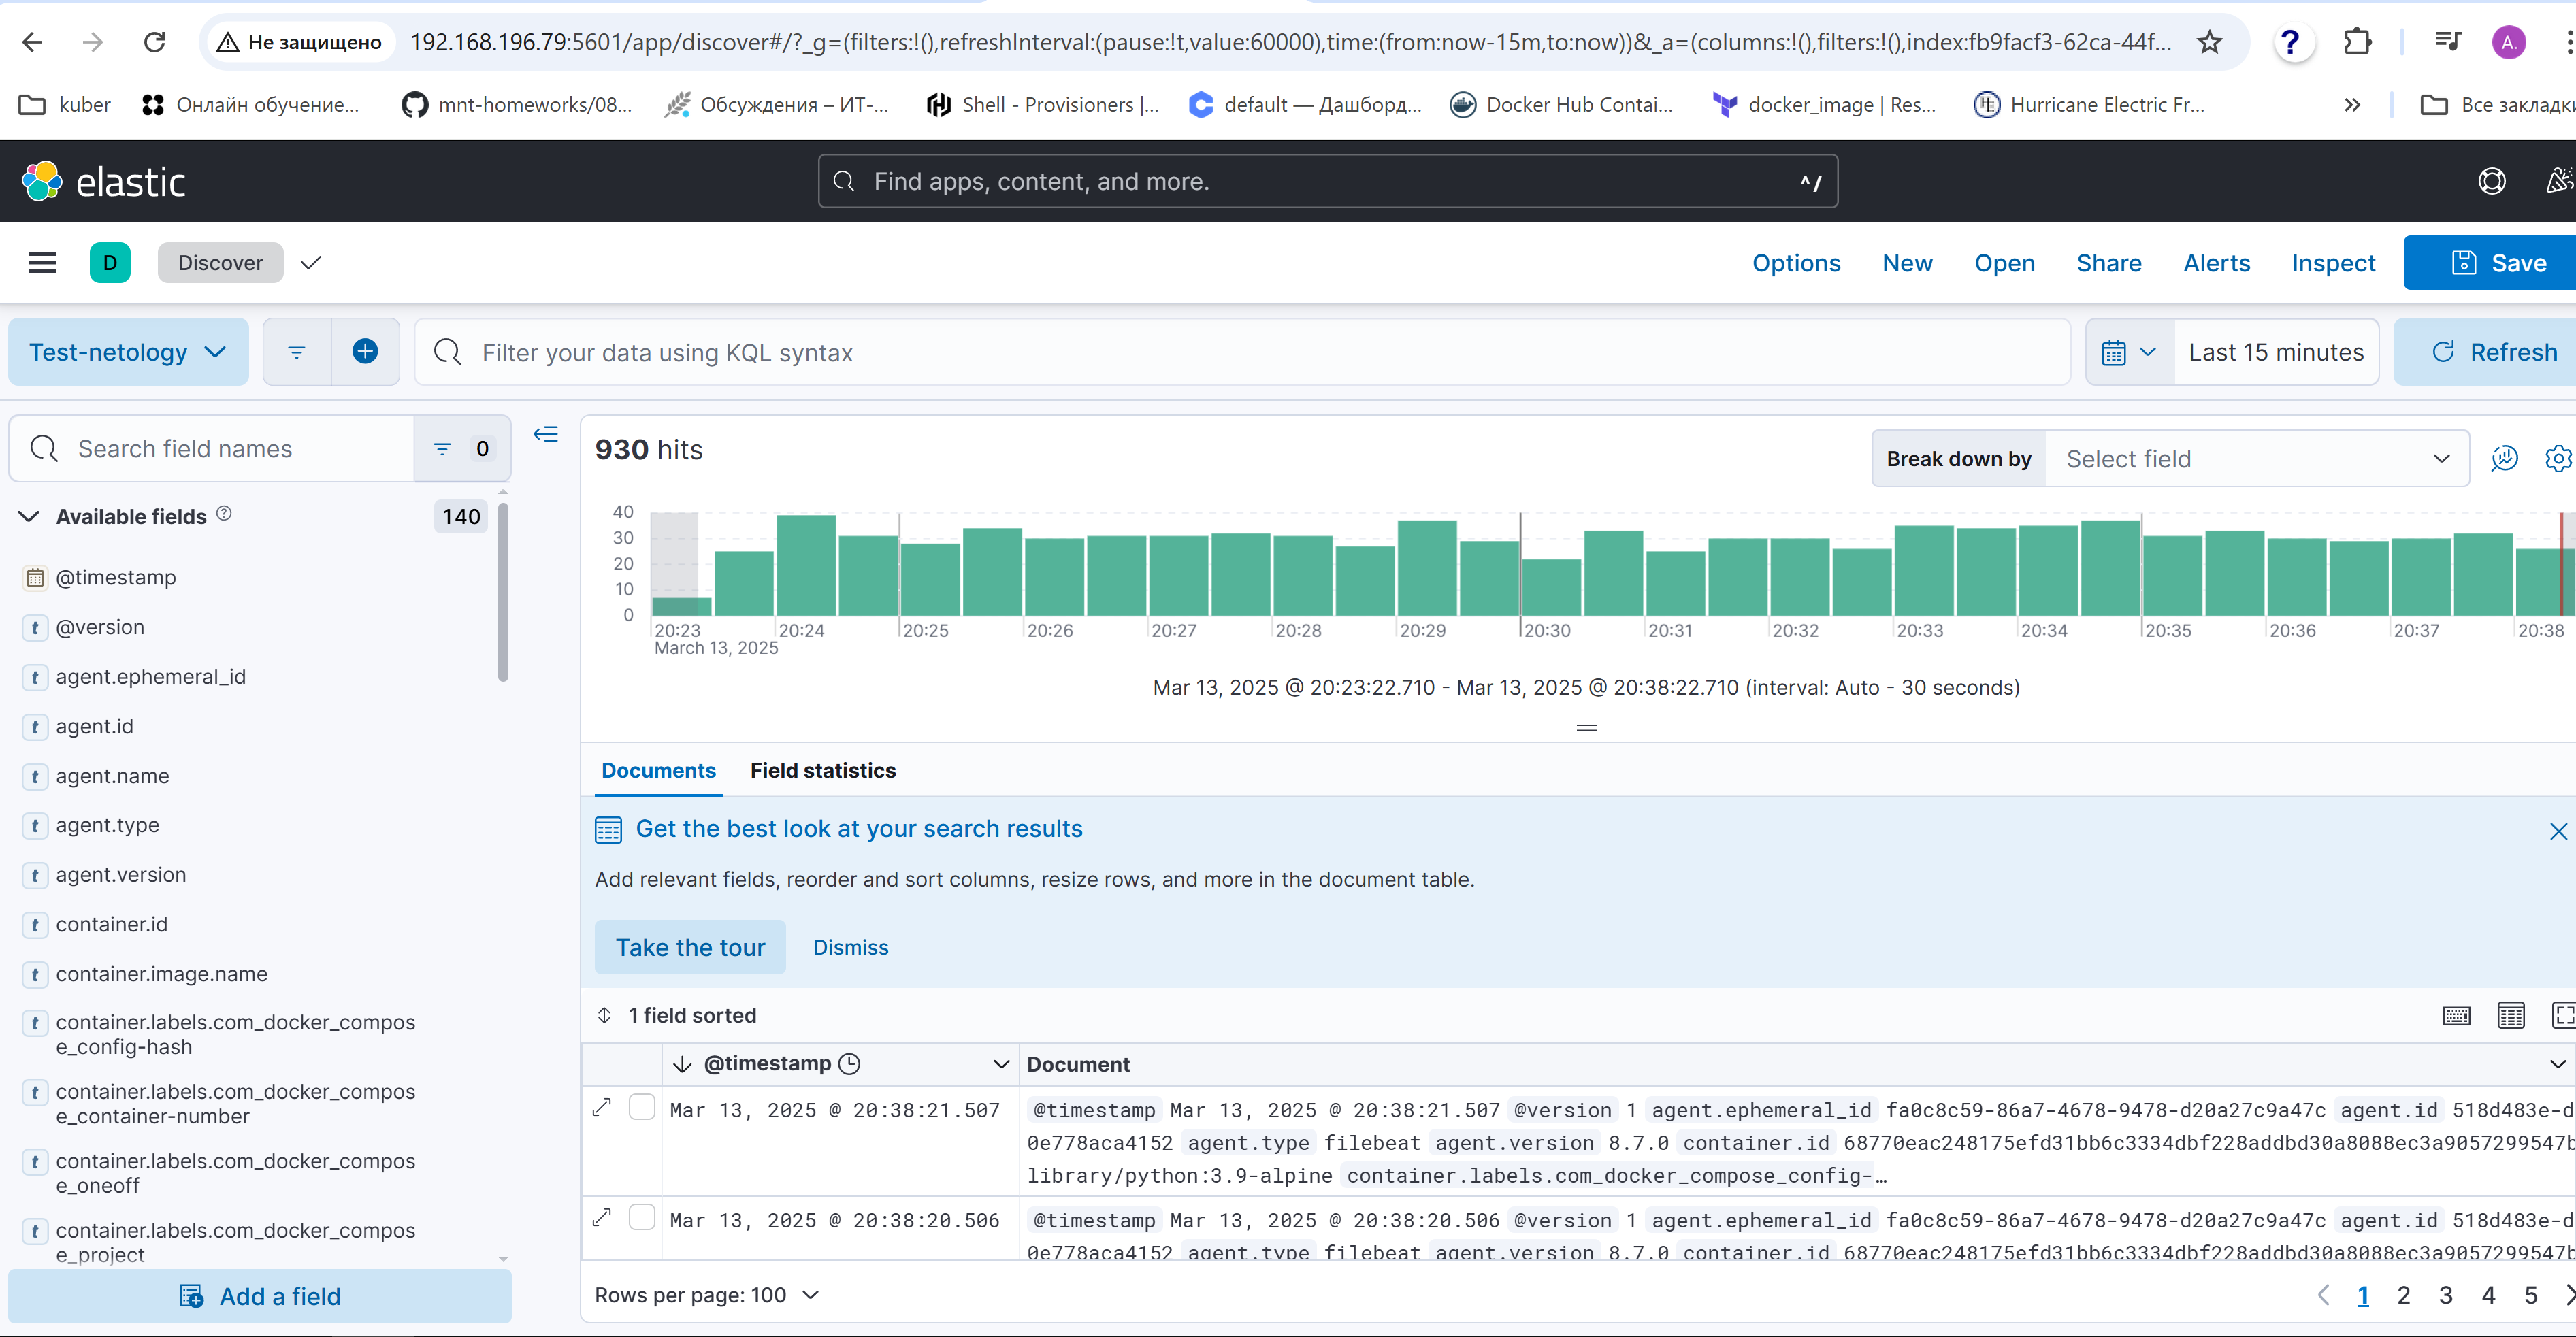 Не защищено 192.168.196.79:5601/app/discover#/?_g=(filters:!(),refreshInterval:(pause:!t,value:60000),time:(from:now-15m,to:now))&_a=(columns:!(),filters:!(),index:fb9facf3-62ca-44f... ? A.
kuber Онлайн обучение... mnt-homeworks/08... Обсуждения – ИТ-... Shell - Provisioners |... default — Дашборд... Docker Hub Contai... docker_image | Res... Hurricane Electric Fr... » Все закладки
elastic Find apps, content, and more. ^ /
D Discover Options New Open Share Alerts Inspect Save
Test-netology Filter your data using KQL syntax Last 15 minutes Refresh
Search field names 0
930 hits Break down by Select field
Available fields 140
@timestamp
@version
agent.ephemeral_id
agent.id
agent.name
agent.type
agent.version
container.id
container.image.name
container.labels.com_docker_compos
e_config-hash
container.labels.com_docker_compos
e_container-number
container.labels.com_docker_compos
e_oneoff
container.labels.com_docker_compos
e_project
Add a field
40
30
20
10
0
20:23 20:24 20:25 20:26 20:27 20:28 20:29 20:30 20:31 20:32 20:33 20:34 20:35 20:36 20:37 20:38
March 13, 2025
Mar 13, 2025 @ 20:23:22.710 - Mar 13, 2025 @ 20:38:22.710 (interval: Auto - 30 seconds)
Documents Field statistics
Get the best look at your search results
Add relevant fields, reorder and sort columns, resize rows, and more in the document table.
Take the tour Dismiss
1 field sorted
@timestamp Document
Mar 13, 2025 @ 20:38:21.507 @timestamp Mar 13, 2025 @ 20:38:21.507 @version 1 agent.ephemeral_id fa0c8c59-86a7-4678-9478-d20a27c9a47c agent.id 518d483e-d
0e778aca4152 agent.type filebeat agent.version 8.7.0 container.id 68770eac248175efd31bb6c3334dbf228addbd30a8088ec3a9057299547b
library/python:3.9-alpine container.labels.com_docker_compose_config-…
Mar 13, 2025 @ 20:38:20.506 @timestamp Mar 13, 2025 @ 20:38:20.506 @version 1 agent.ephemeral_id fa0c8c59-86a7-4678-9478-d20a27c9a47c agent.id 518d483e-d
0e778aca4152 agent.type filebeat agent.version 8.7.0 container.id 68770eac248175efd31bb6c3334dbf228addbd30a8088ec3a9057299547b
Rows per page: 100 1 2 3 4 5